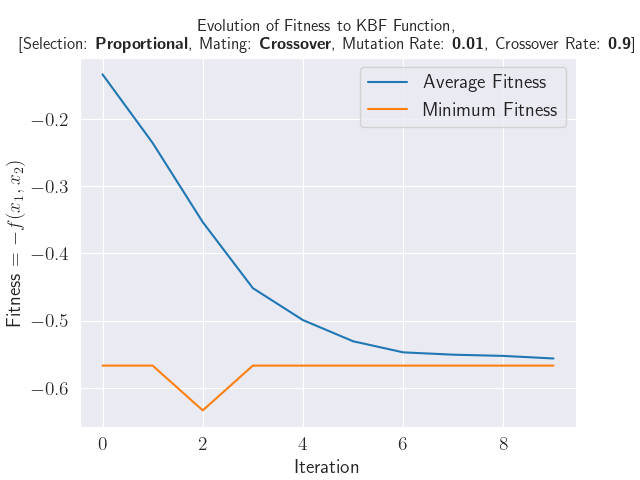 Evolution of Fitness to KBF Function,
[Selection: Proportional, Mating: Crossover, Mutation Rate: 0.01, Crossover Rate: 0.9]
Average Fitness
Minimum Fitness
Fitness = −f(x₁, x₂)
−0.2
−0.3
−0.4
−0.5
−0.6
0 2 4 6 8
Iteration